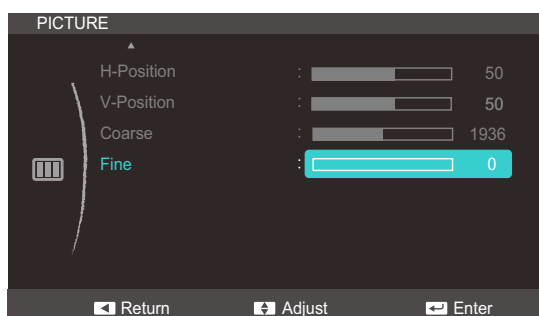 PICTURE
H-Position : 50
V-Position : 50
Coarse : 1936
Fine : 0
Return Adjust Enter